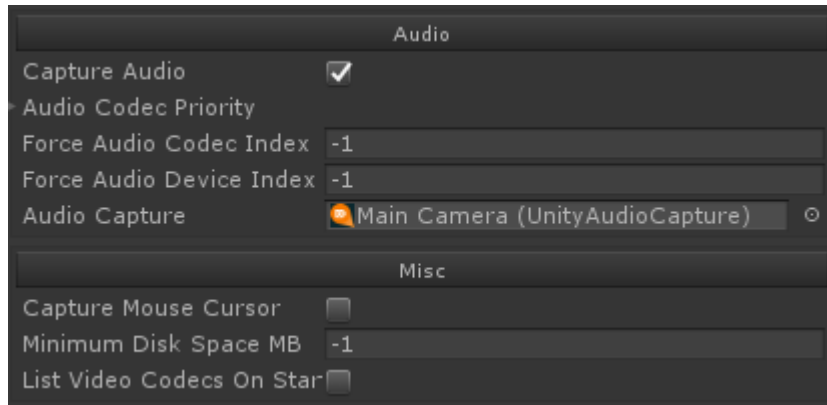 Audio
Capture Audio
Audio Codec Priority
Force Audio Codec Index -1
Force Audio Device Index -1
Audio Capture Main Camera (UnityAudioCapture)
Misc
Capture Mouse Cursor
Minimum Disk Space MB -1
List Video Codecs On Star